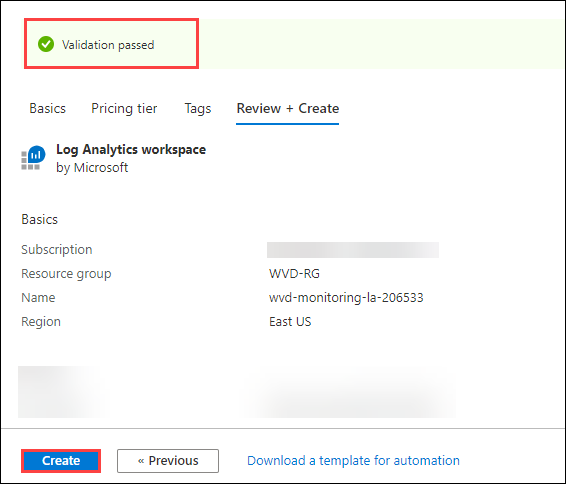 Validation passed
Basics Pricing tier Tags Review + Create
Log Analytics workspace
by Microsoft
Basics
Subscription
Resource group WVD-RG
Name wvd-monitoring-la-206533
Region East US
Create « Previous Download a template for automation